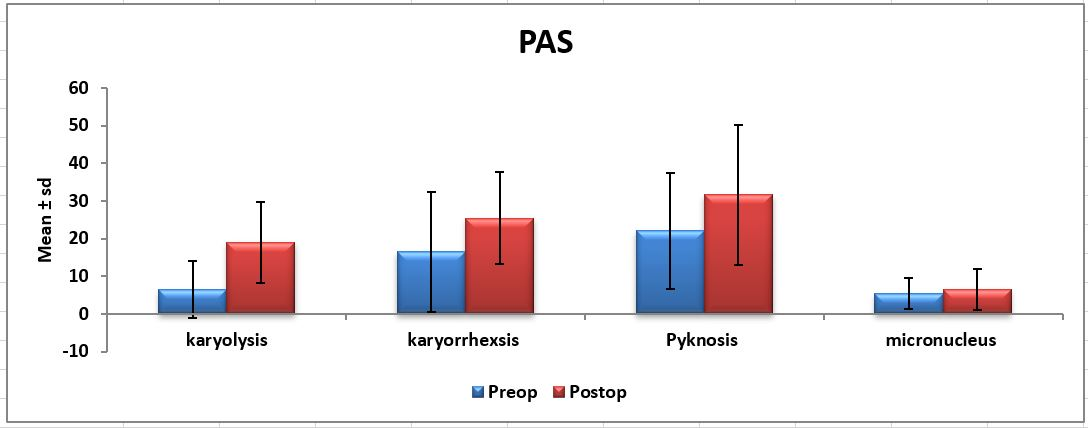 PAS
Mean ± sd
60
50
40
30
20
10
0
-10
karyolysis
karyorrhexsis
Pyknosis
micronucleus
Preop
Postop